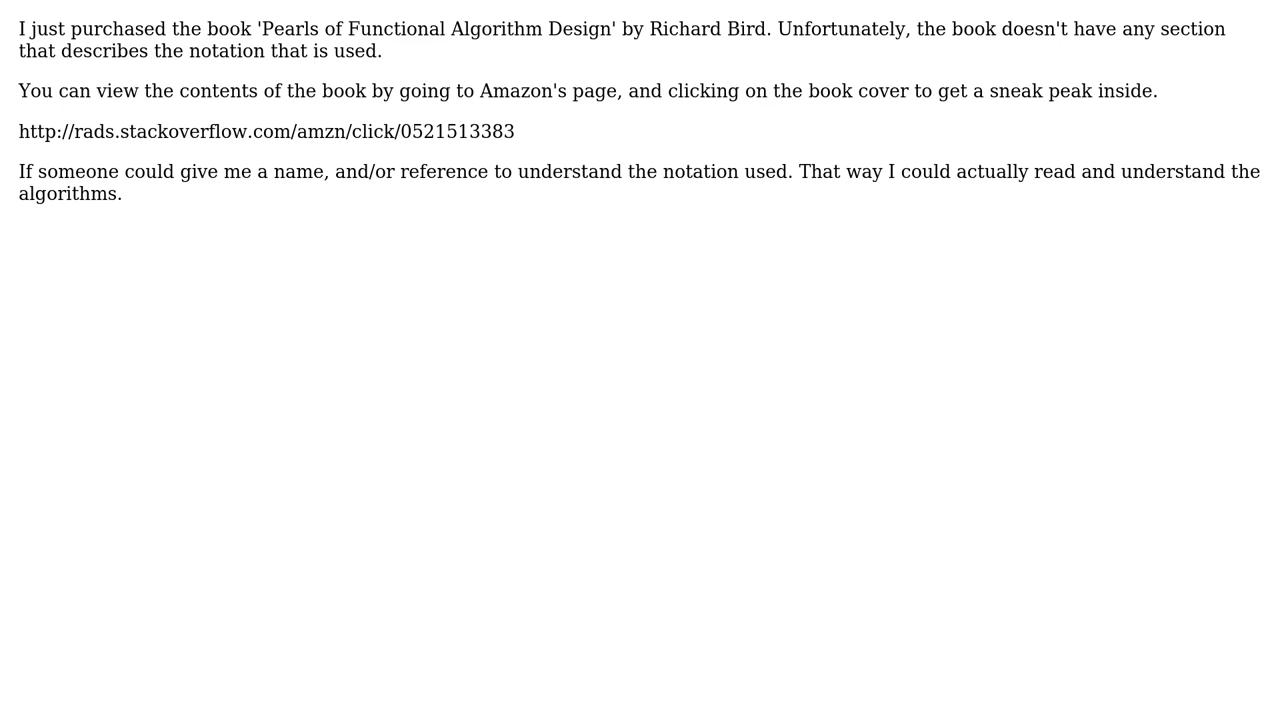 I just purchased the book 'Pearls of Functional Algorithm Design' by Richard Bird. Unfortunately, the book doesn't have any section
that describes the notation that is used.
You can view the contents of the book by going to Amazon's page, and clicking on the book cover to get a sneak peak inside.
http://rads.stackoverflow.com/amzn/click/0521513383
If someone could give me a name, and/or reference to understand the notation used. That way I could actually read and understand the
algorithms.